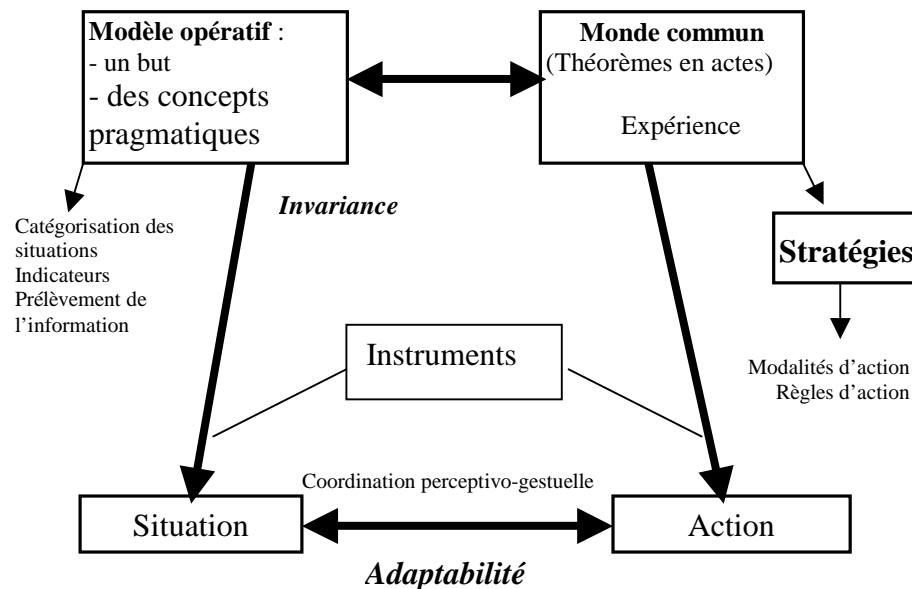 Modèle opératif :
- un but
- des concepts
pragmatiques
Monde commun
(Théorèmes en actes)
Expérience
Invariance
Catégorisation des
situations
Indicateurs
Prélèvement de
l'information
Stratégies
Instruments
Modalités d'action
Règles d'action
Coordination perceptivo-gestuelle
Situation
Action
Adaptabilité